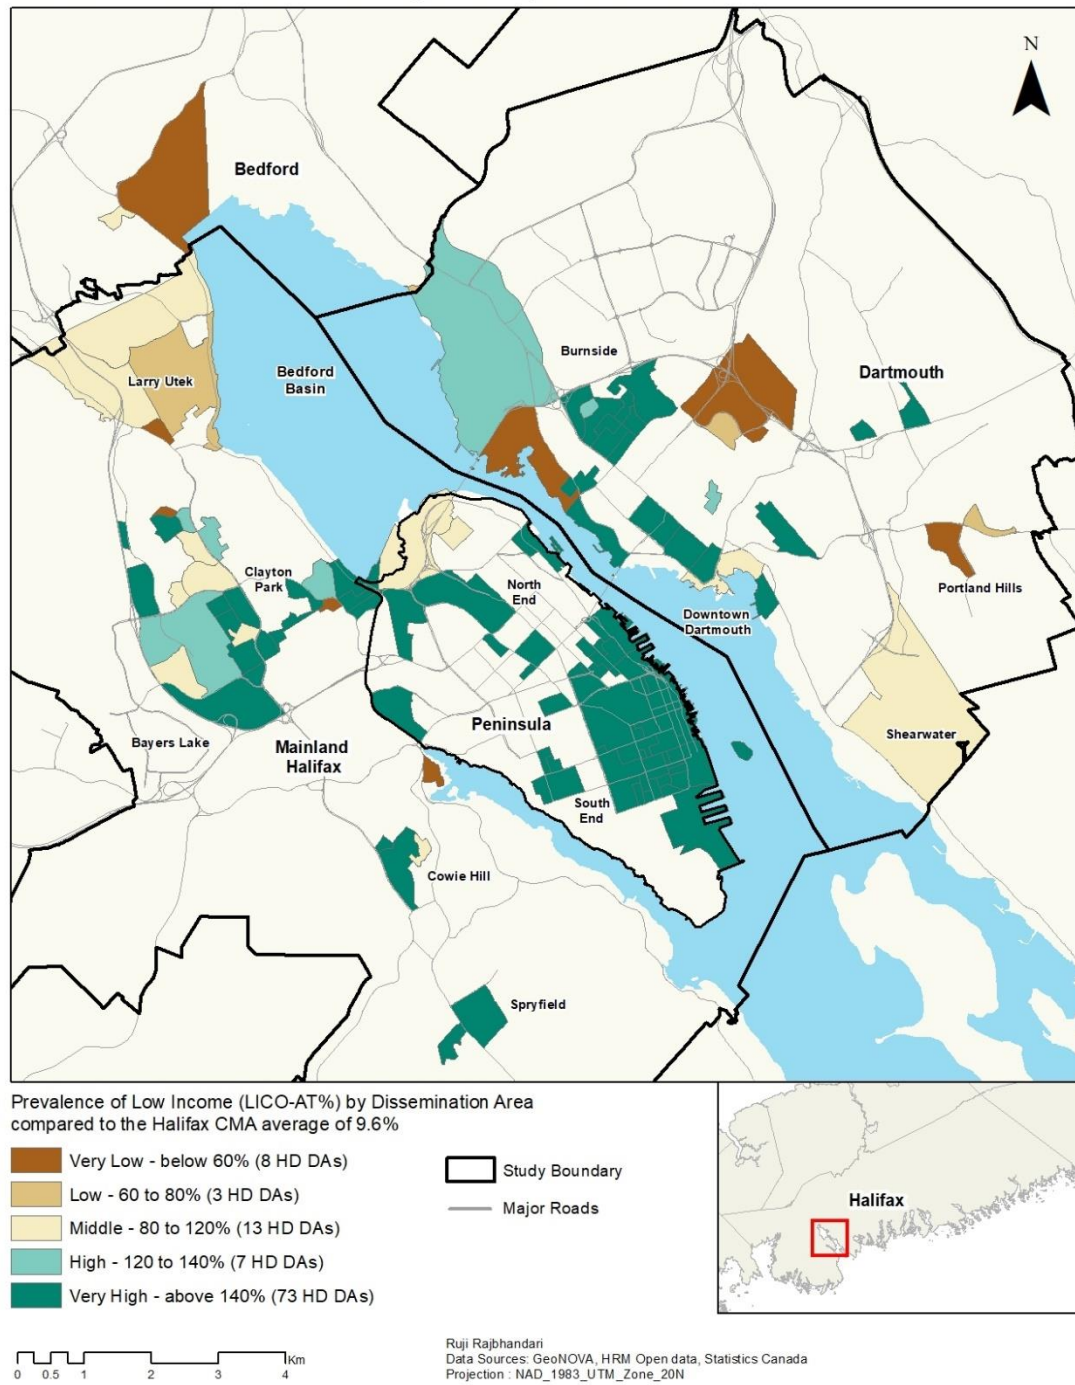 N
Bedford
Burnside
Dartmouth
Bedford
Basin
Larry Utek
Clayton
Park
North
End
Downtown
Dartmouth
Portland Hills
Peninsula
Shearwater
Bayers Lake
Mainland
Halifax
South
End
Cowie Hill
Spryfield
Prevalence of Low Income (LICO-AT%) by Dissemination Area
compared to the Halifax CMA average of 9.6%
Very Low - below 60% (8 HD DAs)
Low - 60 to 80% (3 HD DAs)
Middle - 80 to 120% (13 HD DAs)
High - 120 to 140% (7 HD DAs)
Very High - above 140% (73 HD DAs)
Study Boundary
Major Roads
Halifax
Km
0 0.5 1 2 3 4
Ruji Rajbhandari
Data Sources: GeoNOVA, HRM Open data, Statistics Canada
Projection : NAD_1983_UTM_Zone_20N